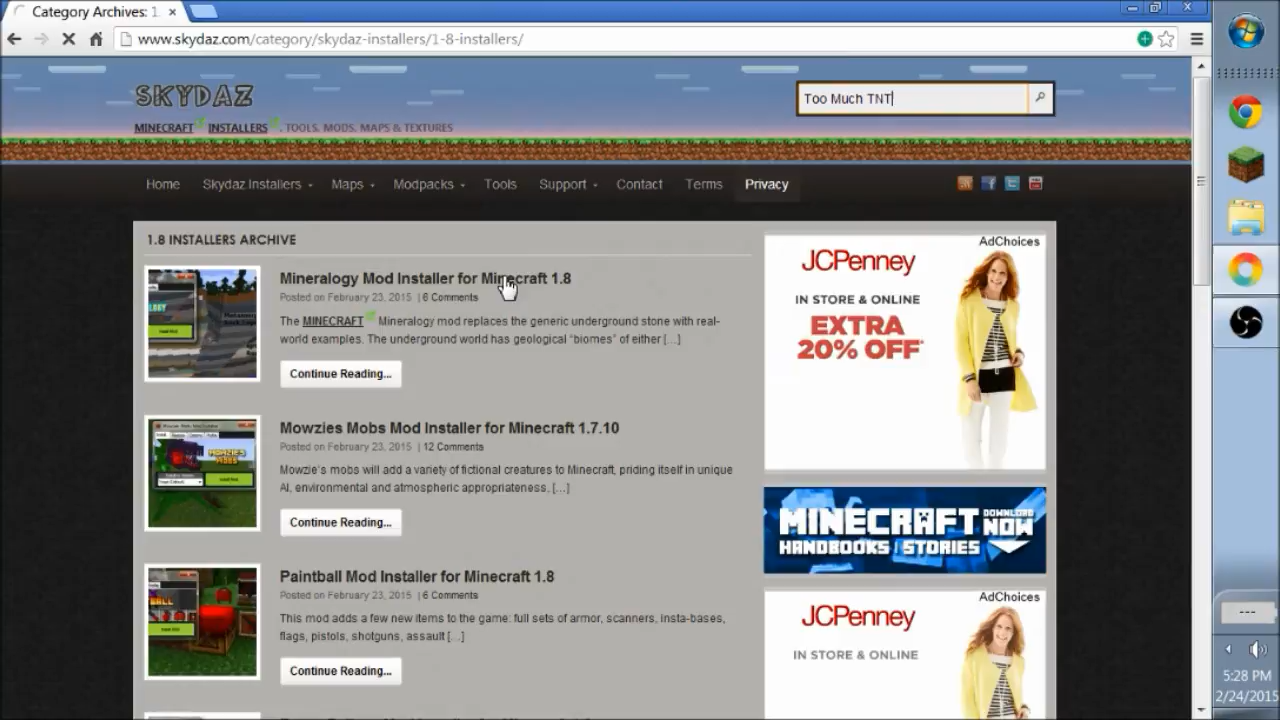 Category Archives: 1.
www.skydaz.com/category/skydaz-installers/1-8-installers/
SKYDAZ
Too Much TNT
MINECRAFT INSTALLERS, TOOLS, MODS, MAPS & TEXTURES
Home Skydaz Installers Maps Modpacks Tools Support Contact Terms Privacy
1.8 INSTALLERS ARCHIVE
Mineralogy Mod Installer for Minecraft 1.8
Posted on February 23, 2015 | 6 Comments
The MINECRAFT Mineralogy mod replaces the generic underground stone with real-
world examples. The underground world has geological “biomes” of either [...]
Continue Reading...
Mowzies Mobs Mod Installer for Minecraft 1.7.10
Posted on February 23, 2015 | 12 Comments
Mowzie's mobs will add a variety of fictional creatures to Minecraft, priding itself in unique
AI, environmental and atmospheric appropriateness, [...]
Continue Reading...
MOWZIES
MOBS
Paintball Mod Installer for Minecraft 1.8
Posted on February 23, 2015 | 6 Comments
This mod adds a few new items to the game: full sets of armor, scanners, insta-bases,
flags, pistols, shotguns, assault [...]
Continue Reading...
AdChoices
JCPenney
IN STORE & ONLINE
EXTRA
20% OFF*
MINECRAFT DOWNLOAD NOW
HANDBOOKS | STORIES
AdChoices
JCPenney
IN STORE & ONLINE
5:28 PM
2/24/2015